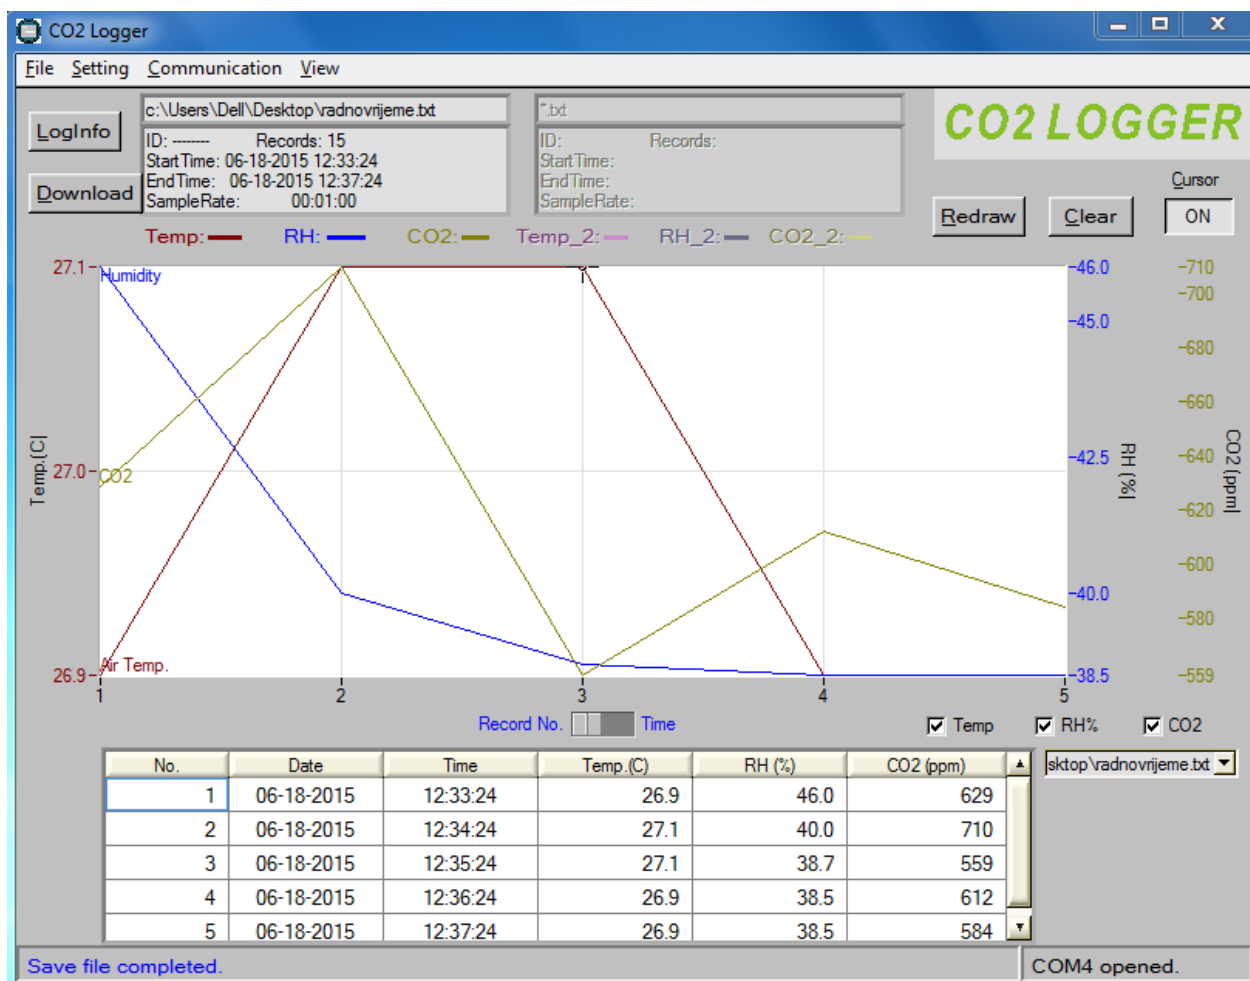 CO2 Logger
File Setting Communication View
LogInfo
Download
c:\Users\Dell\Desktop\radnovrijeme.txt
ID: -------- Records: 15
StartTime: 06-18-2015 12:33:24
EndTime: 06-18-2015 12:37:24
SampleRate: 00:01:00
*.txt
ID: Records:
StartTime:
EndTime:
SampleRate:
CO2 LOGGER
Cursor
Redraw Clear ON
Temp: RH: CO2: Temp_2: RH_2: CO2_2:
Temp.(C)
27.1
27.0
26.9
Humidity
CO2
Air Temp.
1 2 3 4 5
46.0
45.0
42.5
40.0
38.5
RH (%)
710
700
680
660
640
620
600
580
559
CO2 (ppm)
Record No. Time
Temp RH% CO2
No. Date Time Temp.(C) RH (%) CO2 (ppm)
1 06-18-2015 12:33:24 26.9 46.0 629
2 06-18-2015 12:34:24 27.1 40.0 710
3 06-18-2015 12:35:24 27.1 38.7 559
4 06-18-2015 12:36:24 26.9 38.5 612
5 06-18-2015 12:37:24 26.9 38.5 584
sktop\radnovrijeme.txt
Save file completed.
COM4 opened.